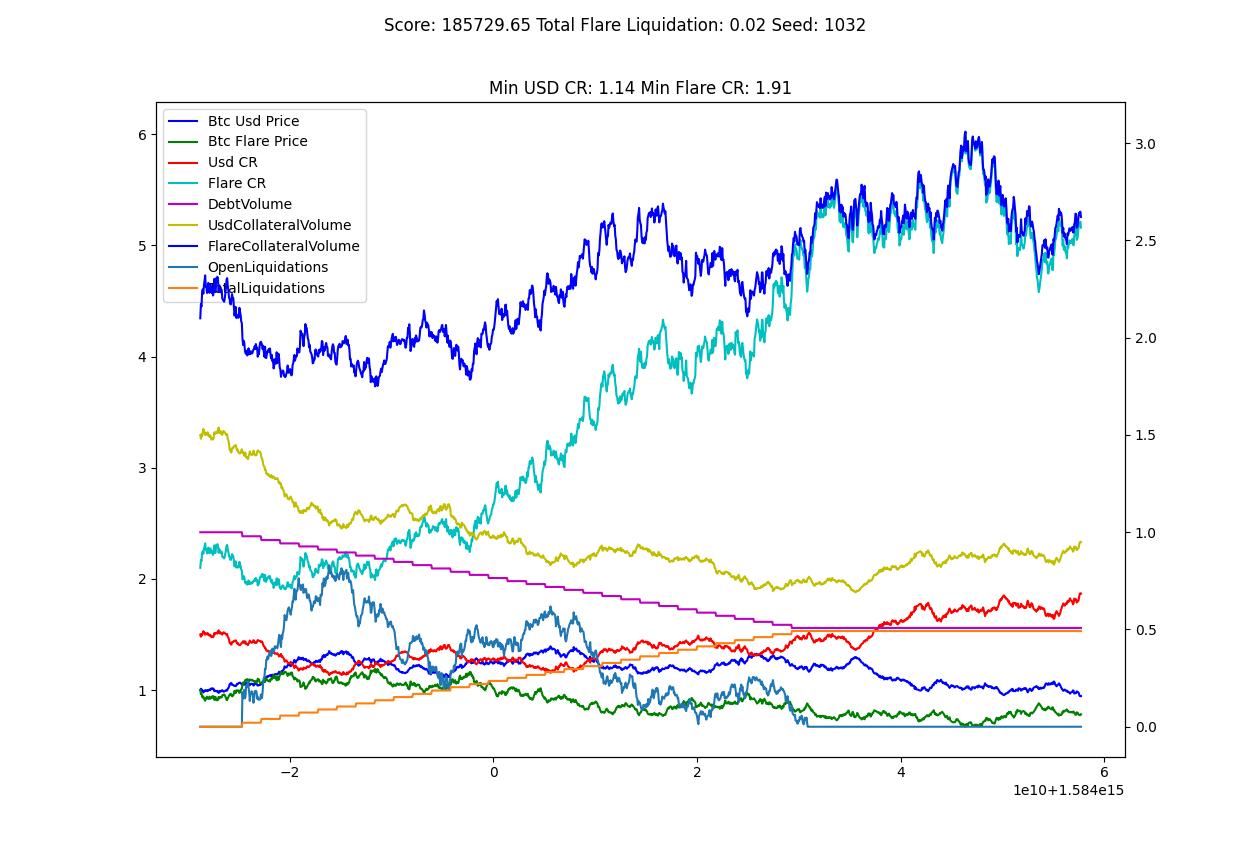 Score: 185729.65 Total Flare Liquidation: 0.02 Seed: 1032
Min USD CR: 1.14 Min Flare CR: 1.91
Btc Usd Price
Btc Flare Price
Usd CR
Flare CR
DebtVolume
UsdCollateralVolume
FlareCollateralVolume
OpenLiquidations
TotalLiquidations
6
5
4
3
2
1
3.0
2.5
2.0
1.5
1.0
0.5
0.0
−2 0 2 4 6
1e10+1.584e15